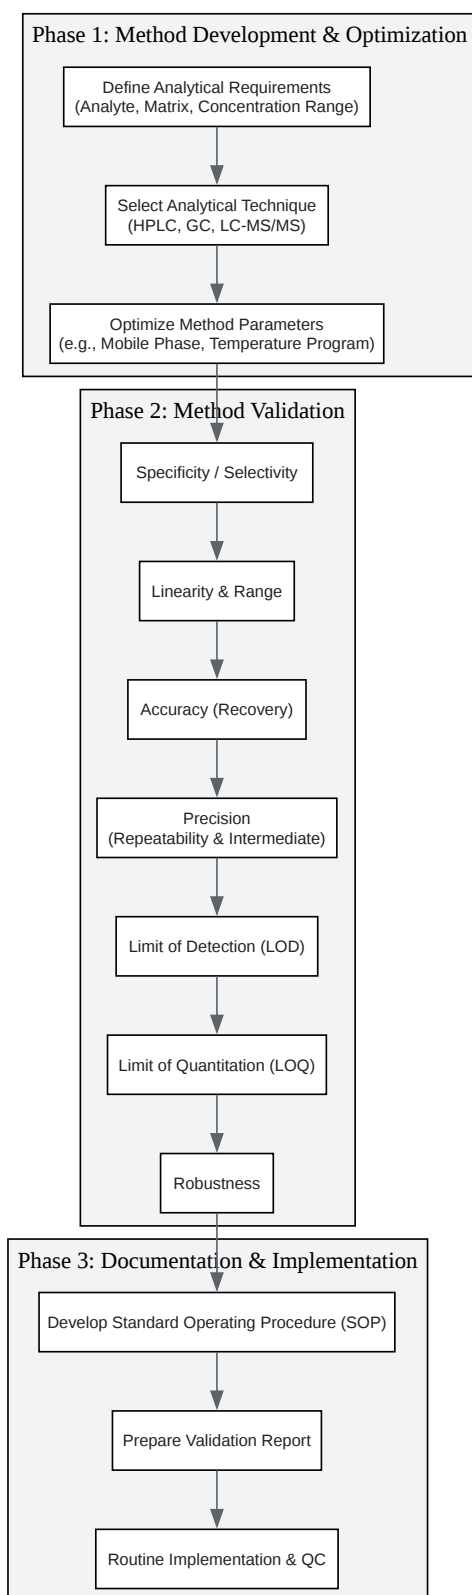 Phase 1: Method Development & Optimization
Define Analytical Requirements
(Analyte, Matrix, Concentration Range)
Select Analytical Technique
(HPLC, GC, LC-MS/MS)
Optimize Method Parameters
(e.g., Mobile Phase, Temperature Program)
Phase 2: Method Validation
Specificity / Selectivity
Linearity & Range
Accuracy (Recovery)
Precision
(Repeatability & Intermediate)
Limit of Detection (LOD)
Limit of Quantitation (LOQ)
Robustness
Phase 3: Documentation & Implementation
Develop Standard Operating Procedure (SOP)
Prepare Validation Report
Routine Implementation & QC